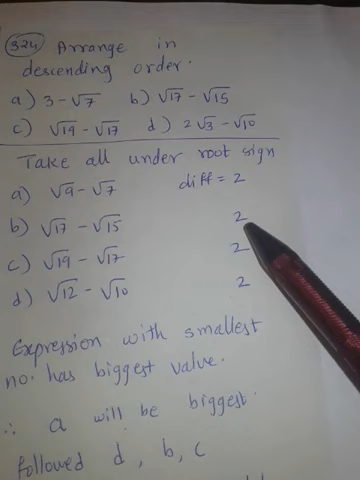 324 Arrange in
descending order.
a) 3-√7 b) √17-√15
c) √19-√17 d) 2√3-√10
Take all under root sign
a) √9-√7 diff = 2
b) √17-√15 2
c) √19-√17 2
d) √12-√10 2
Expression with smallest
no. has biggest value.
∴ a will be biggest.
followed d, b, c